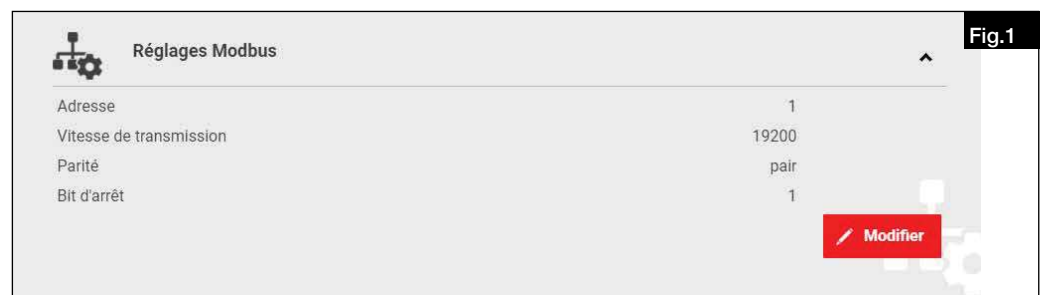 Fig.1
Réglages Modbus
Adresse 1
Vitesse de transmission 19200
Parité pair
Bit d'arrêt 1
Modifier